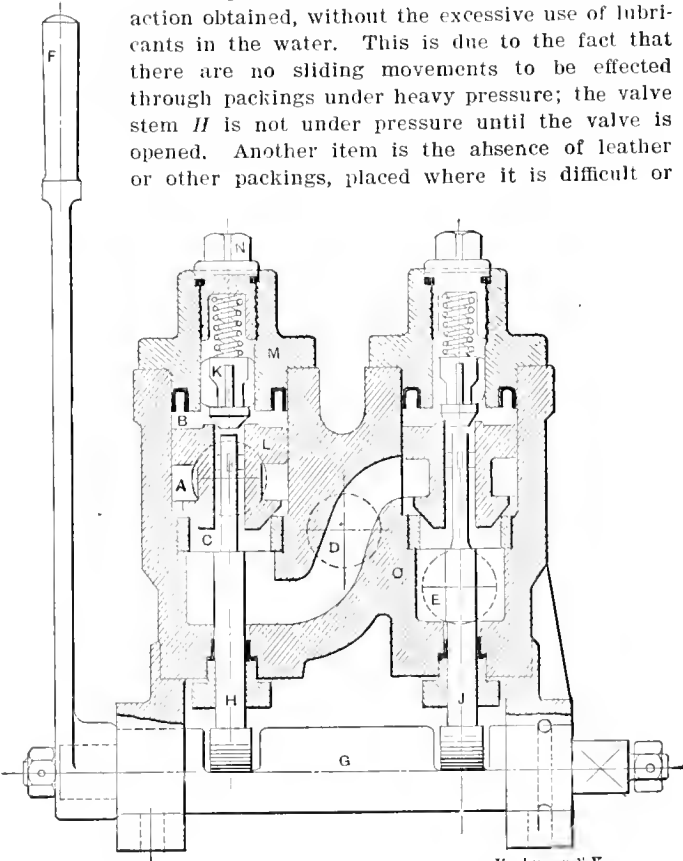 action obtained, without the excessive use of lubri-
cants in the water. This is due to the fact that
there are no sliding movements to be effected
through packings under heavy pressure; the valve
stem H is not under pressure until the valve is
opened. Another item is the absence of leather
or other packings, placed where it is difficult or
F
N
M
K
B
L
A
C
D
O
E
H
J
G